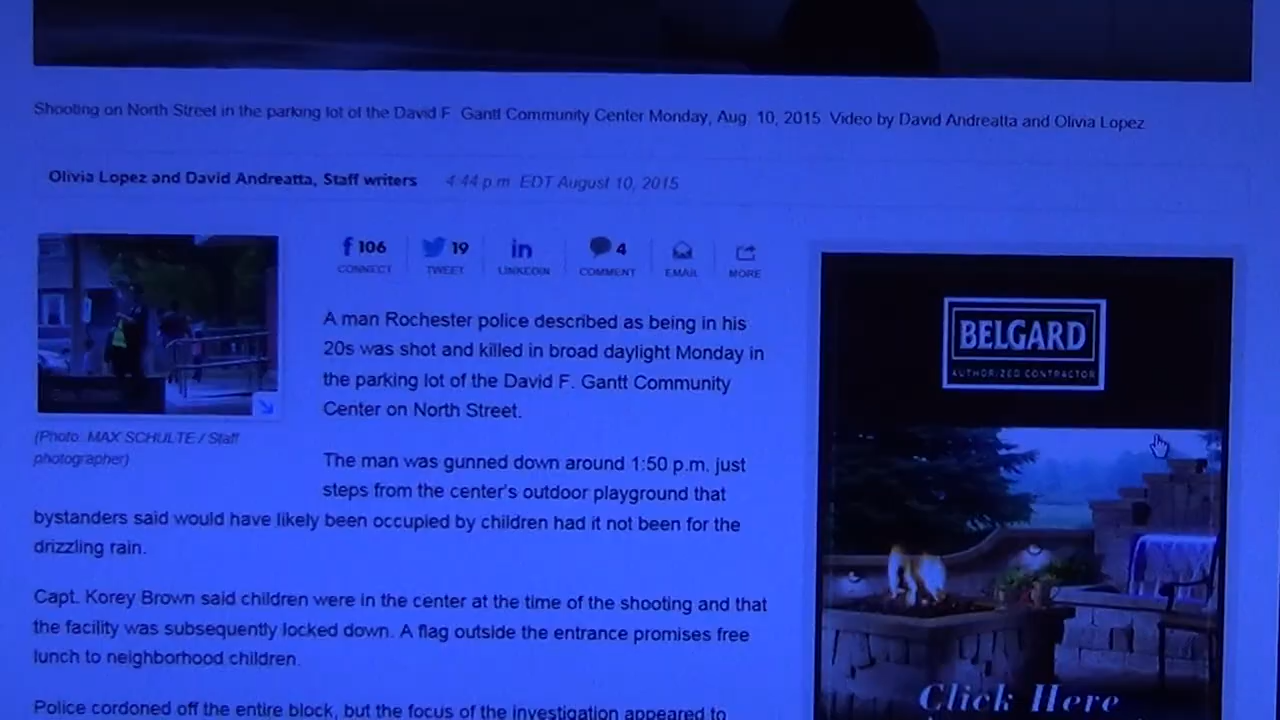 Shooting on North Street in the parking lot of the David F. Gantt Community Center Monday, Aug. 10, 2015. Video by David Andreatta and Olivia Lopez
Olivia Lopez and David Andreatta, Staff writers 4:44 p.m. EDT August 10, 2015
f 106
CONNECT
19
TWEET
in
LINKEDIN
4
COMMENT
EMAIL
MORE
(Photo: MAX SCHULTE / Staff
photographer)
A man Rochester police described as being in his
20s was shot and killed in broad daylight Monday in
the parking lot of the David F. Gantt Community
Center on North Street.
The man was gunned down around 1:50 p.m. just
steps from the center's outdoor playground that
bystanders said would have likely been occupied by children had it not been for the
drizzling rain.
Capt. Korey Brown said children were in the center at the time of the shooting and that
the facility was subsequently locked down. A flag outside the entrance promises free
lunch to neighborhood children.
Police cordoned off the entire block, but the focus of the investigation appeared to
BELGARD
AUTHORIZED CONTRACTOR
Click Here